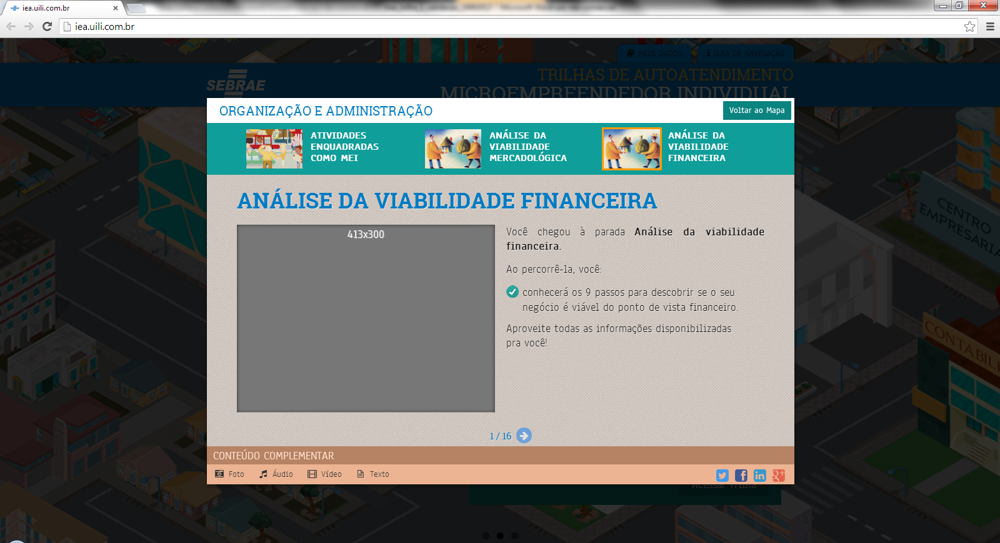 iea.uili.com.br
iea.uili.com.br
MEUS DADOS
GUIA DE NAVEGAÇÃO
SEBRAE
TRILHAS DE AUTOATENDIMENTO
MICROEMPREENDEDOR INDIVIDUAL
ORGANIZAÇÃO E ADMINISTRAÇÃO
Voltar ao Mapa
ATIVIDADES
ENQUADRADAS
COMO MEI
ANÁLISE DA
VIABILIDADE
MERCADOLÓGICA
ANÁLISE DA
VIABILIDADE
FINANCEIRA
ANÁLISE DA VIABILIDADE FINANCEIRA
413x300
Você chegou à parada Análise da viabilidade
financeira.
Ao percorrê-la, você:
conhecerá os 9 passos para descobrir se o seu
negócio é viável do ponto de vista financeiro.
Aproveite todas as informações disponibilizadas
pra você!
CENTRO
EMPRESARIA
CONTABILI
1 / 16
CONTEÚDO COMPLEMENTAR
Foto
Áudio
Vídeo
Texto
Acessar Trilha